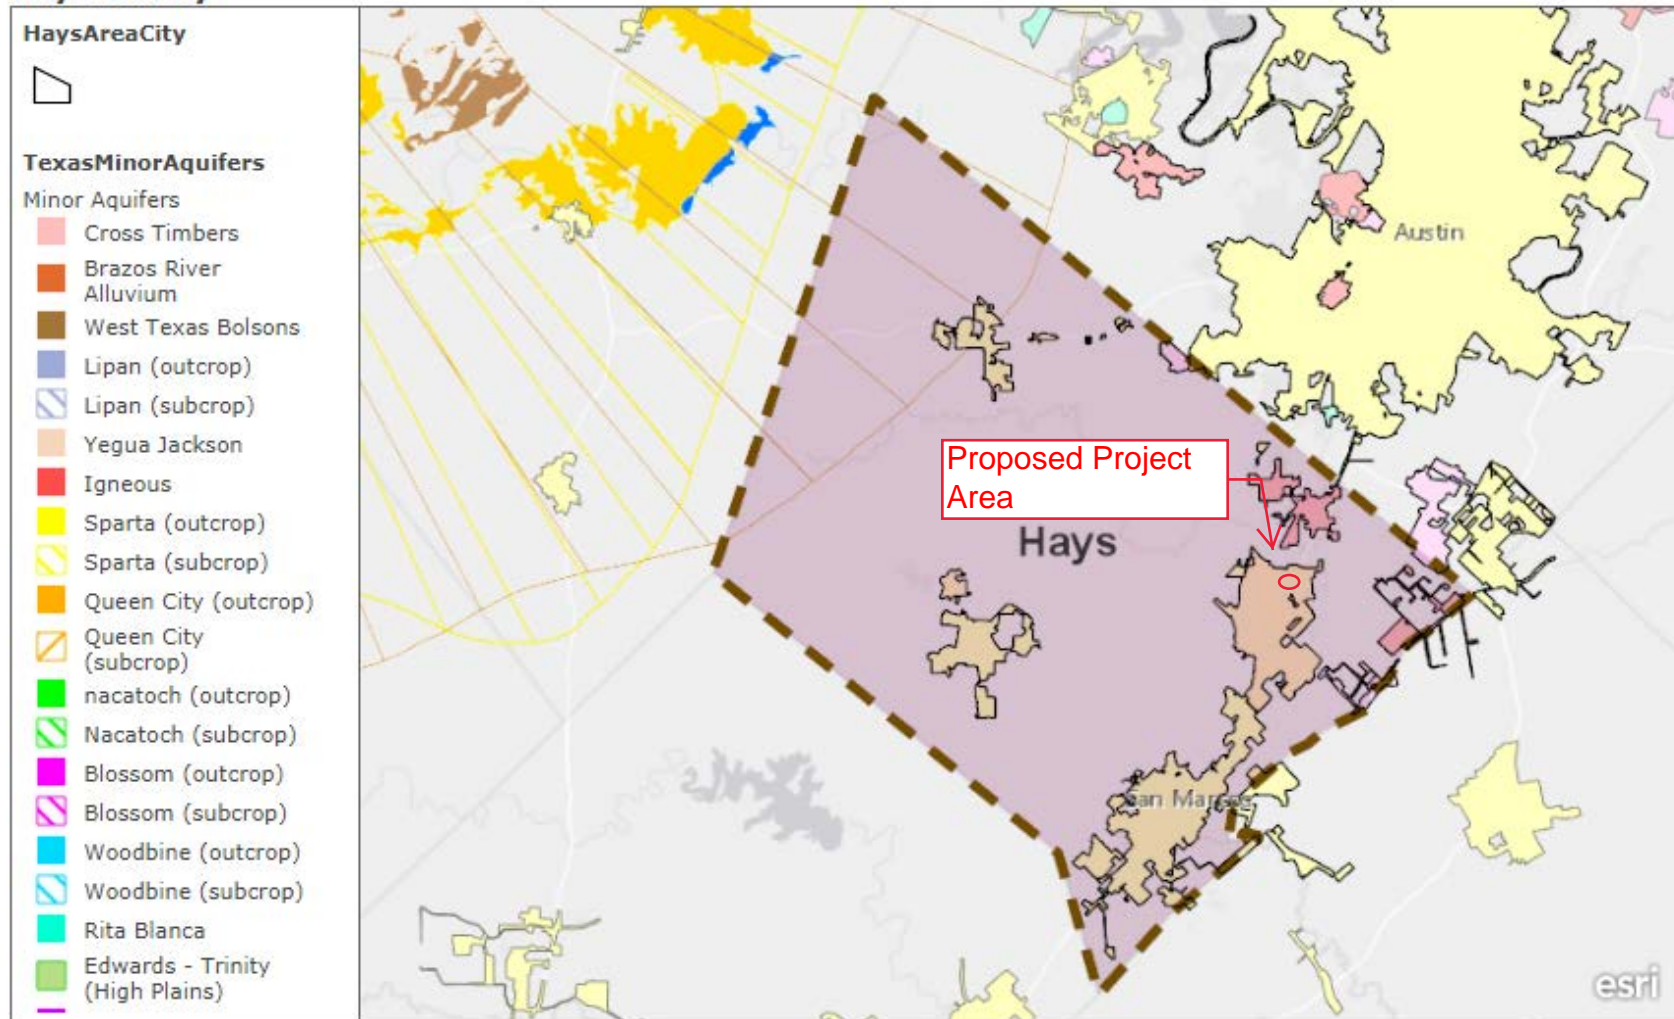 HaysAreaCity
TexasMinorAquifers
Minor Aquifers
Cross Timbers
Brazos River
Alluvium
West Texas Bolsons
Lipan (outcrop)
Lipan (subcrop)
Yegua Jackson
Igneous
Sparta (outcrop)
Sparta (subcrop)
Queen City (outcrop)
Queen City
(subcrop)
nacatoch (outcrop)
Nacatoch (subcrop)
Blossom (outcrop)
Blossom (subcrop)
Woodbine (outcrop)
Woodbine (subcrop)
Rita Blanca
Edwards - Trinity
(High Plains)
Austin
Proposed Project
Area
Hays
San Marcos
esri